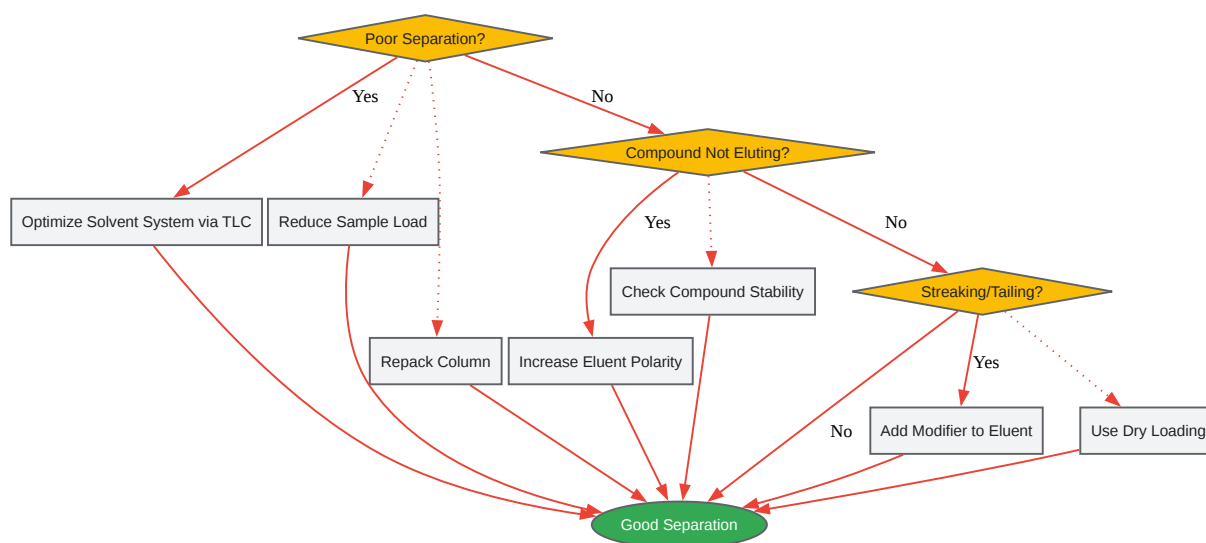 Poor Separation?
Yes
No
Compound Not Eluting?
Optimize Solvent System via TLC
Reduce Sample Load
Yes
No
Check Compound Stability
Streaking/Tailing?
Repack Column
Increase Eluent Polarity
Yes
No
Add Modifier to Eluent
Use Dry Loading
Good Separation